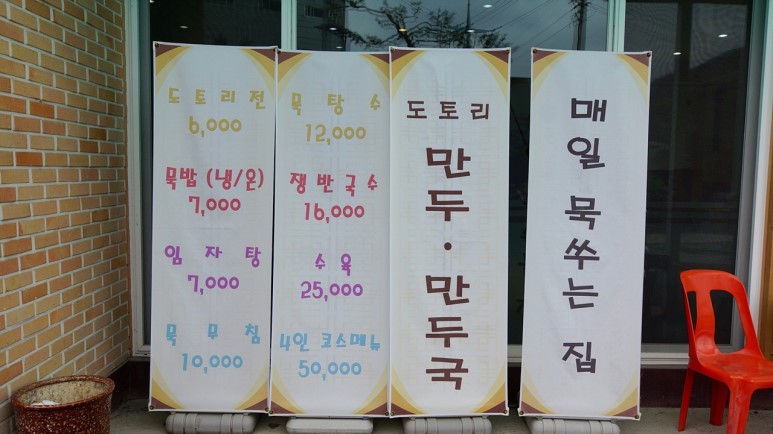 도토리전
6,000
묵밥 (냉/온)
7,000
임자탕
7,000
묵무침
10,000
묵탕수
12,000
쟁반국수
16,000
수육
25,000
4인 코스메뉴
50,000
도토리
만두·만두국
매일 묵쑤는 집